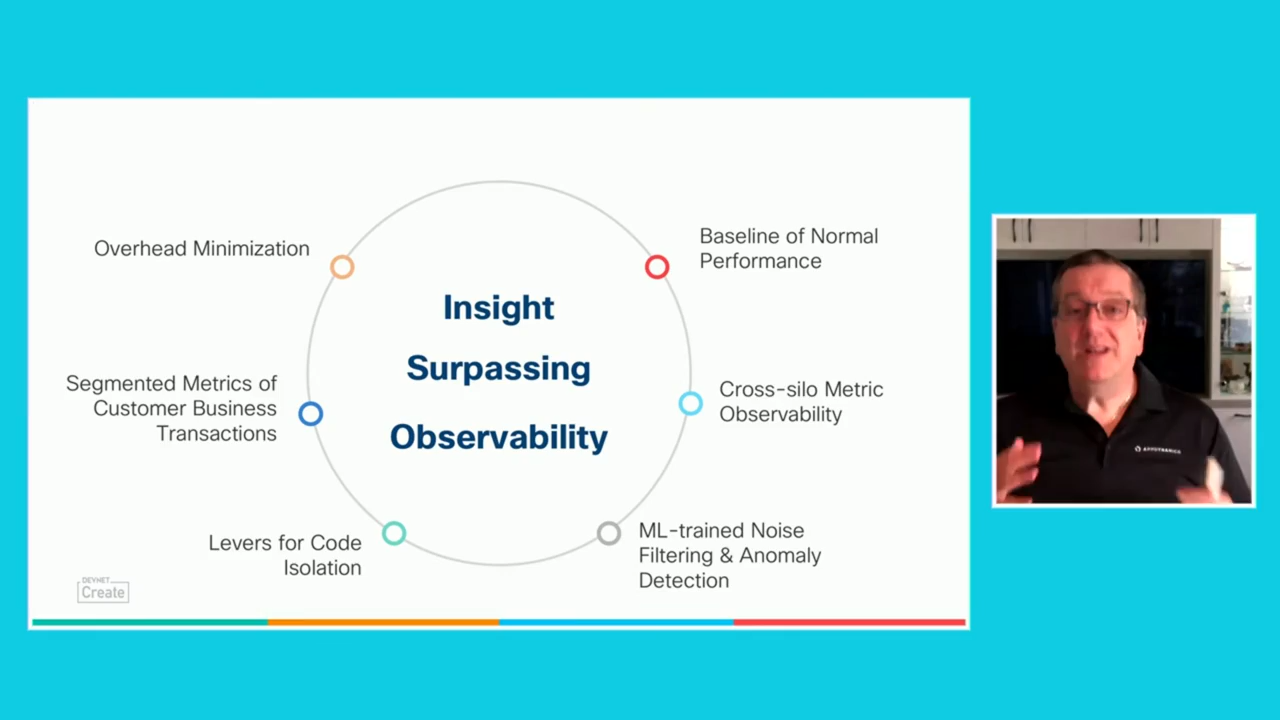 Overhead Minimization
Baseline of Normal
Performance
Insight
Surpassing
Observability
Segmented Metrics of
Customer Business
Transactions
Cross-silo Metric
Observability
Levers for Code
Isolation
ML-trained Noise
Filtering & Anomaly
Detection
DEVNET
Create
APPDYNAMICS